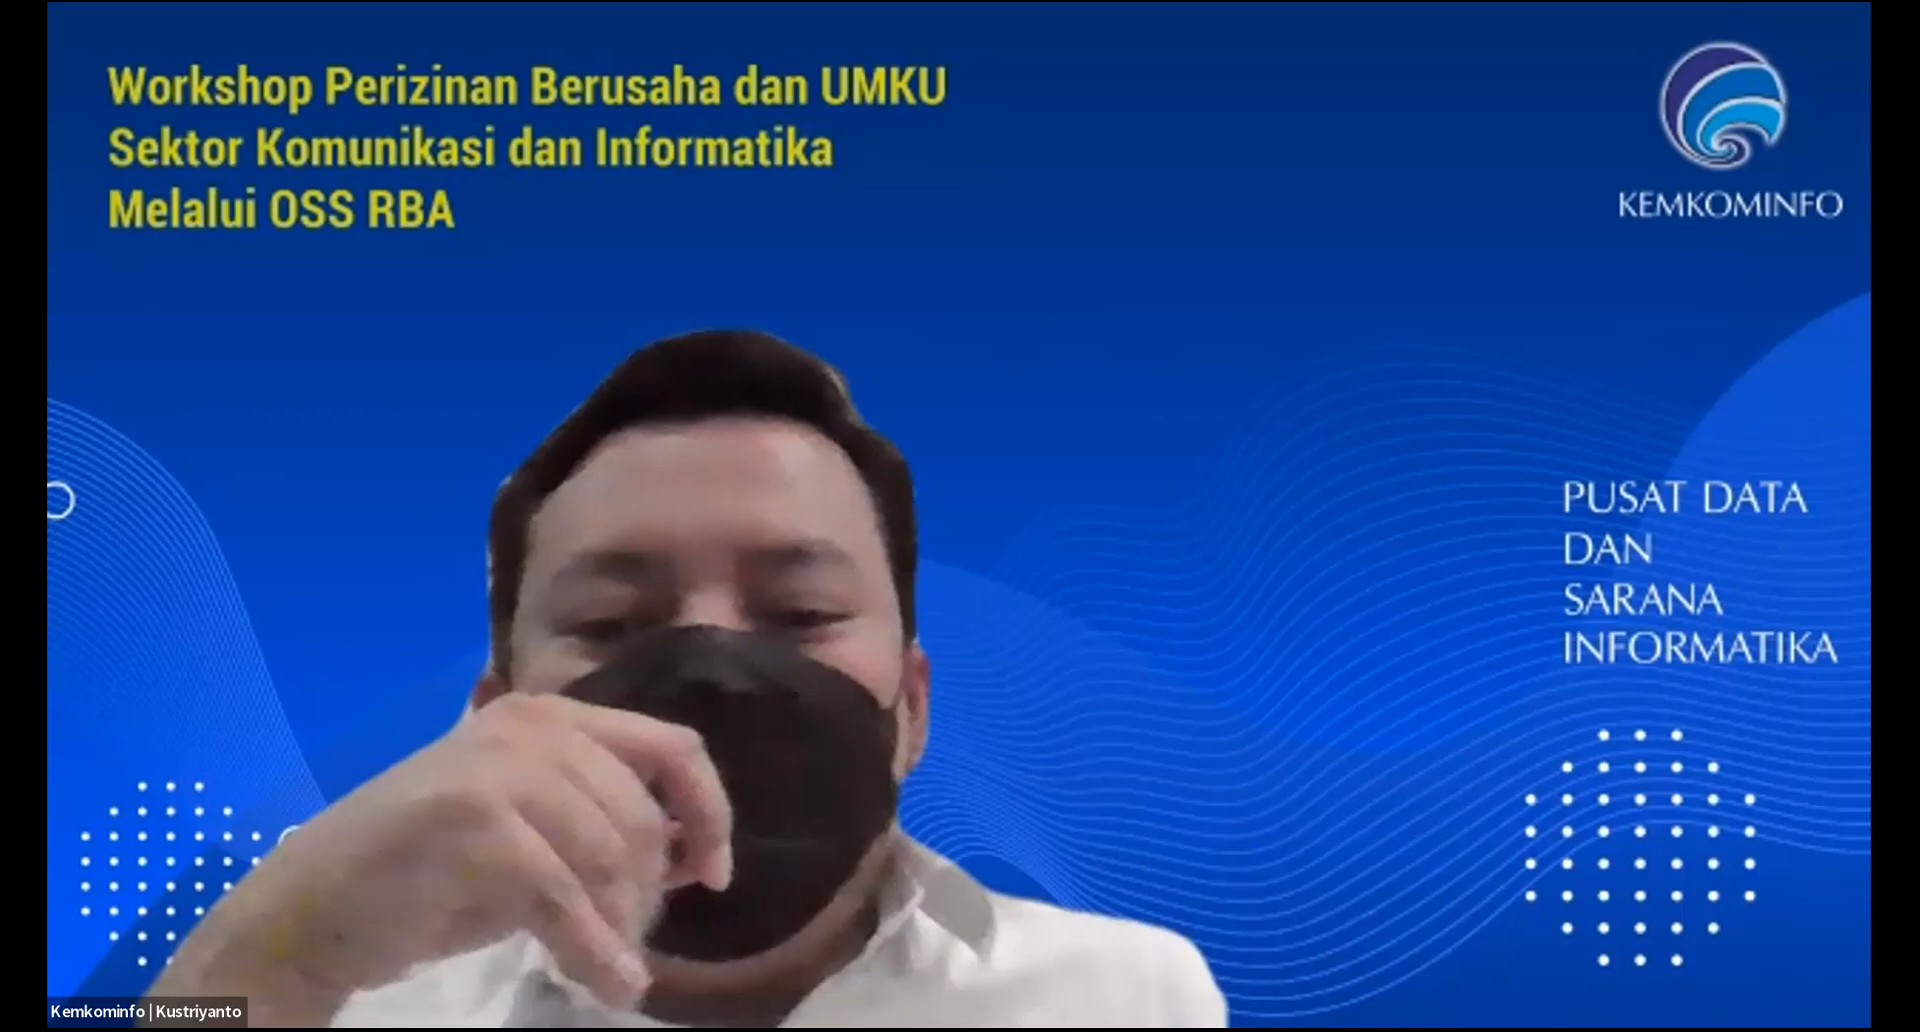 Workshop Perizinan Berusaha dan UMKU
Sektor Komunikasi dan Informatika
Melalui OSS RBA
KEMKOMINFO
PUSAT DATA
DAN
SARANA
INFORMATIKA
Kemkominfo | Kustriyanto